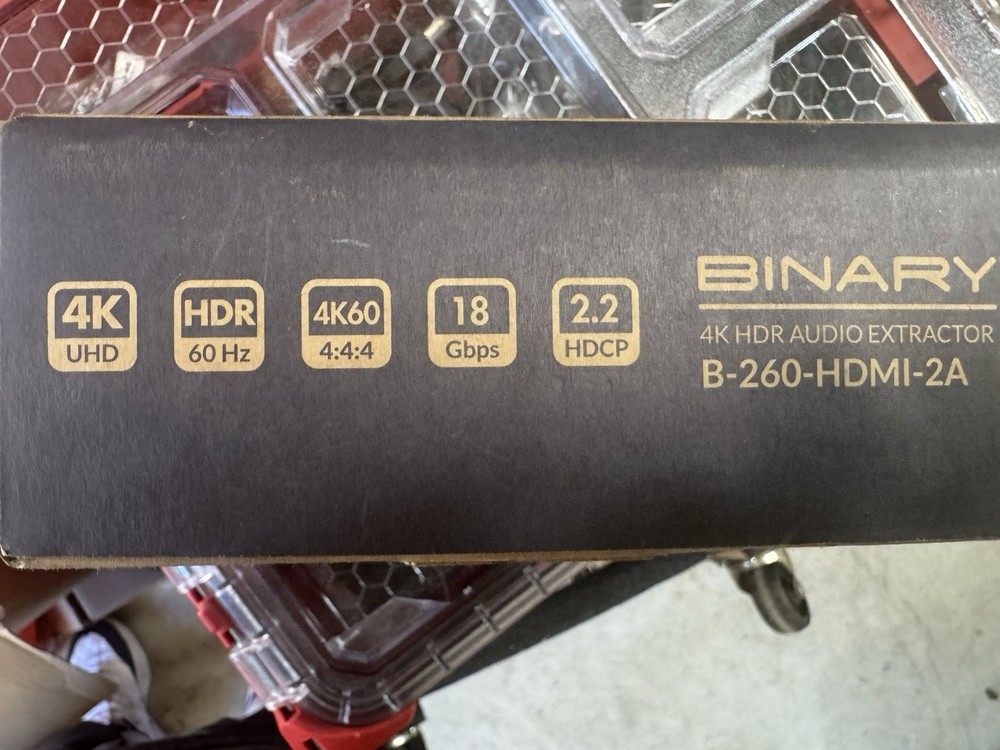 4K
UHD
HDR
60 Hz
4K60
4:4:4
18
Gbps
2.2
HDCP
BINARY
4K HDR AUDIO EXTRACTOR
B-260-HDMI-2A